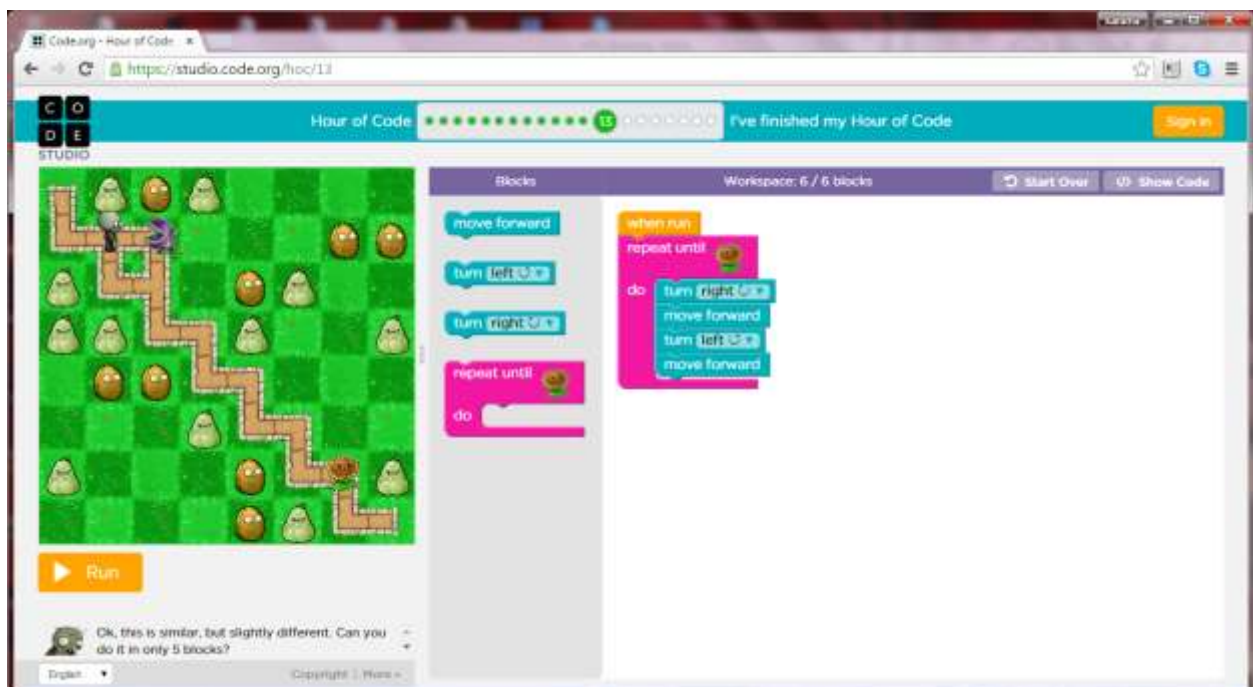 Code.org - Hour of Code
https://studio.code.org/hoc/13
C O
D E
STUDIO
Hour of Code
13
I've finished my Hour of Code
Sign in
Blocks
Workspace: 6 / 6 blocks
Start Over
Show Code
move forward
turn left
turn right
repeat until
do
when run
repeat until
do
turn right
move forward
turn left
move forward
Run
Ok, this is similar, but slightly different. Can you
do it in only 5 blocks?
English
Copyright | More